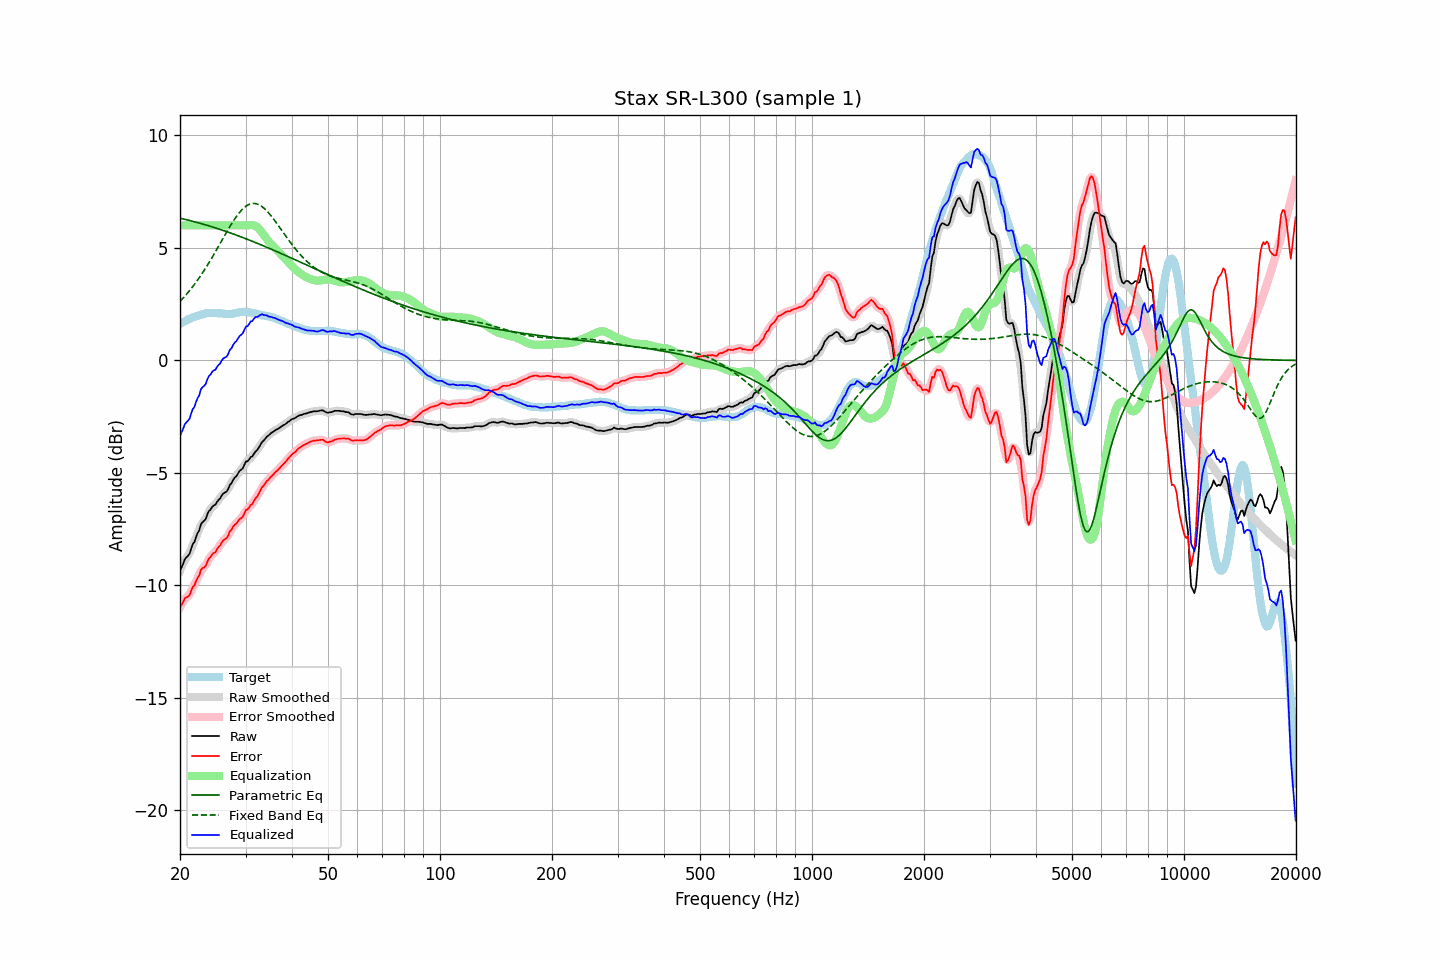 Stax SR-L300 (sample 1)
Amplitude (dBr)
10
5
0
−5
−10
−15
−20
Target
Raw Smoothed
Error Smoothed
Raw
Error
Equalization
Parametric Eq
Fixed Band Eq
Equalized
20 50 100 200 500 1000 2000 5000 10000 20000
Frequency (Hz)